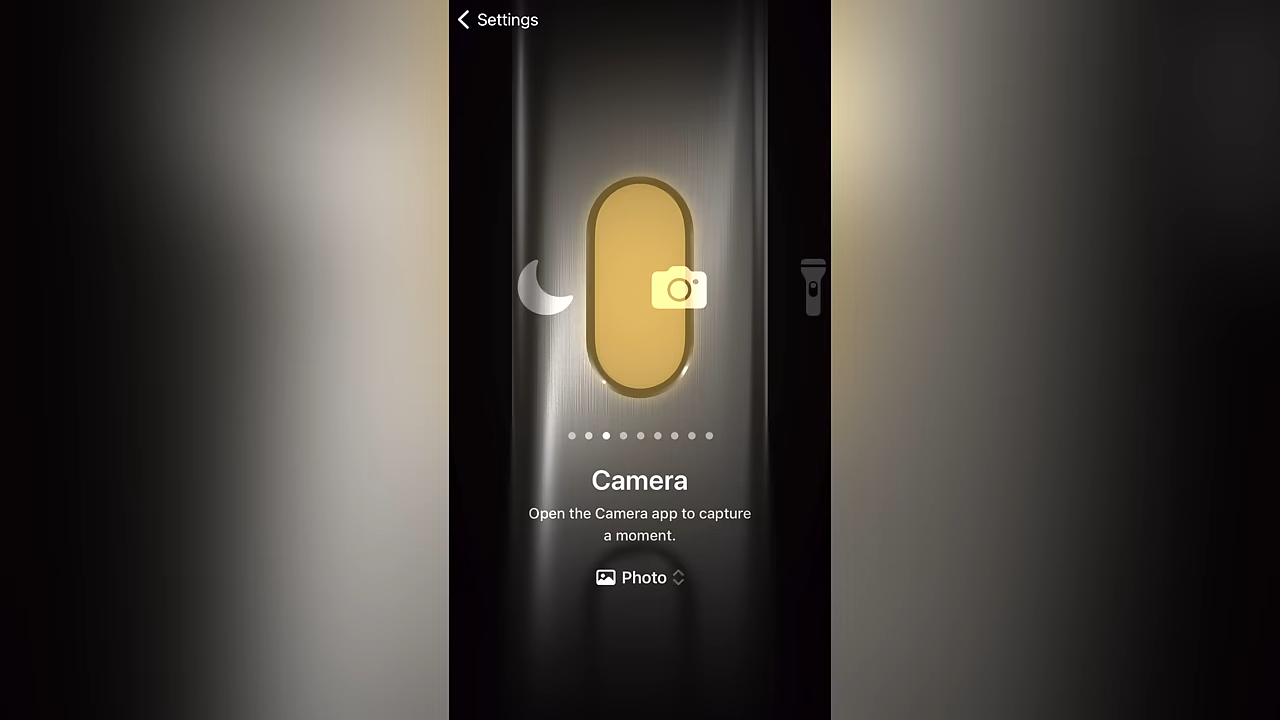 Settings
Camera
Open the Camera app to capture
a moment.
Photo